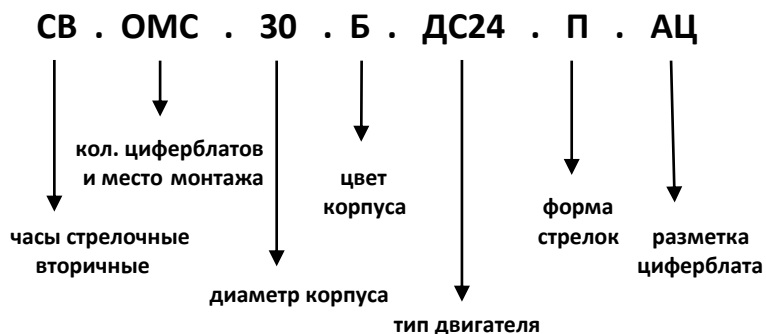 СВ . ОМС . 30 . Б . ДС24 . П . АЦ
кол. циферблатов
и место монтажа
цвет
корпуса
часы стрелочные
вторичные
форма
стрелок
разметка
циферблата
диаметр корпуса
тип двигателя